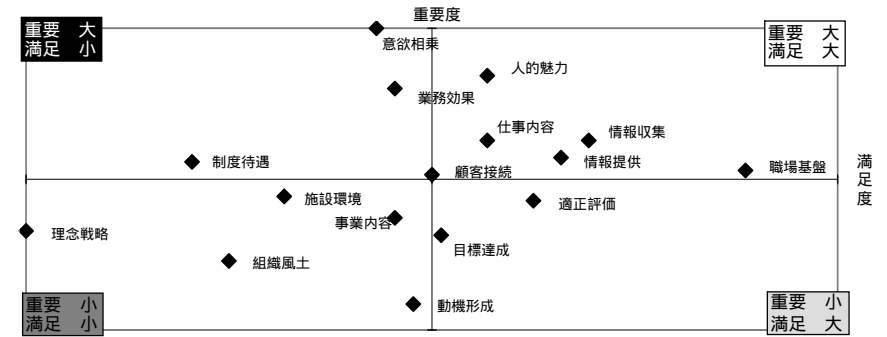 重要度
重要 大
満足 小
重要 大
満足 大
意欲相乗
人的魅力
業務効果
仕事内容
情報収集
制度待遇
情報提供
顧客接続
職場基盤
満足度
施設環境
適正評価
事業内容
理念戦略
目標達成
組織風土
動機形成
重要 小
満足 小
重要 小
満足 大